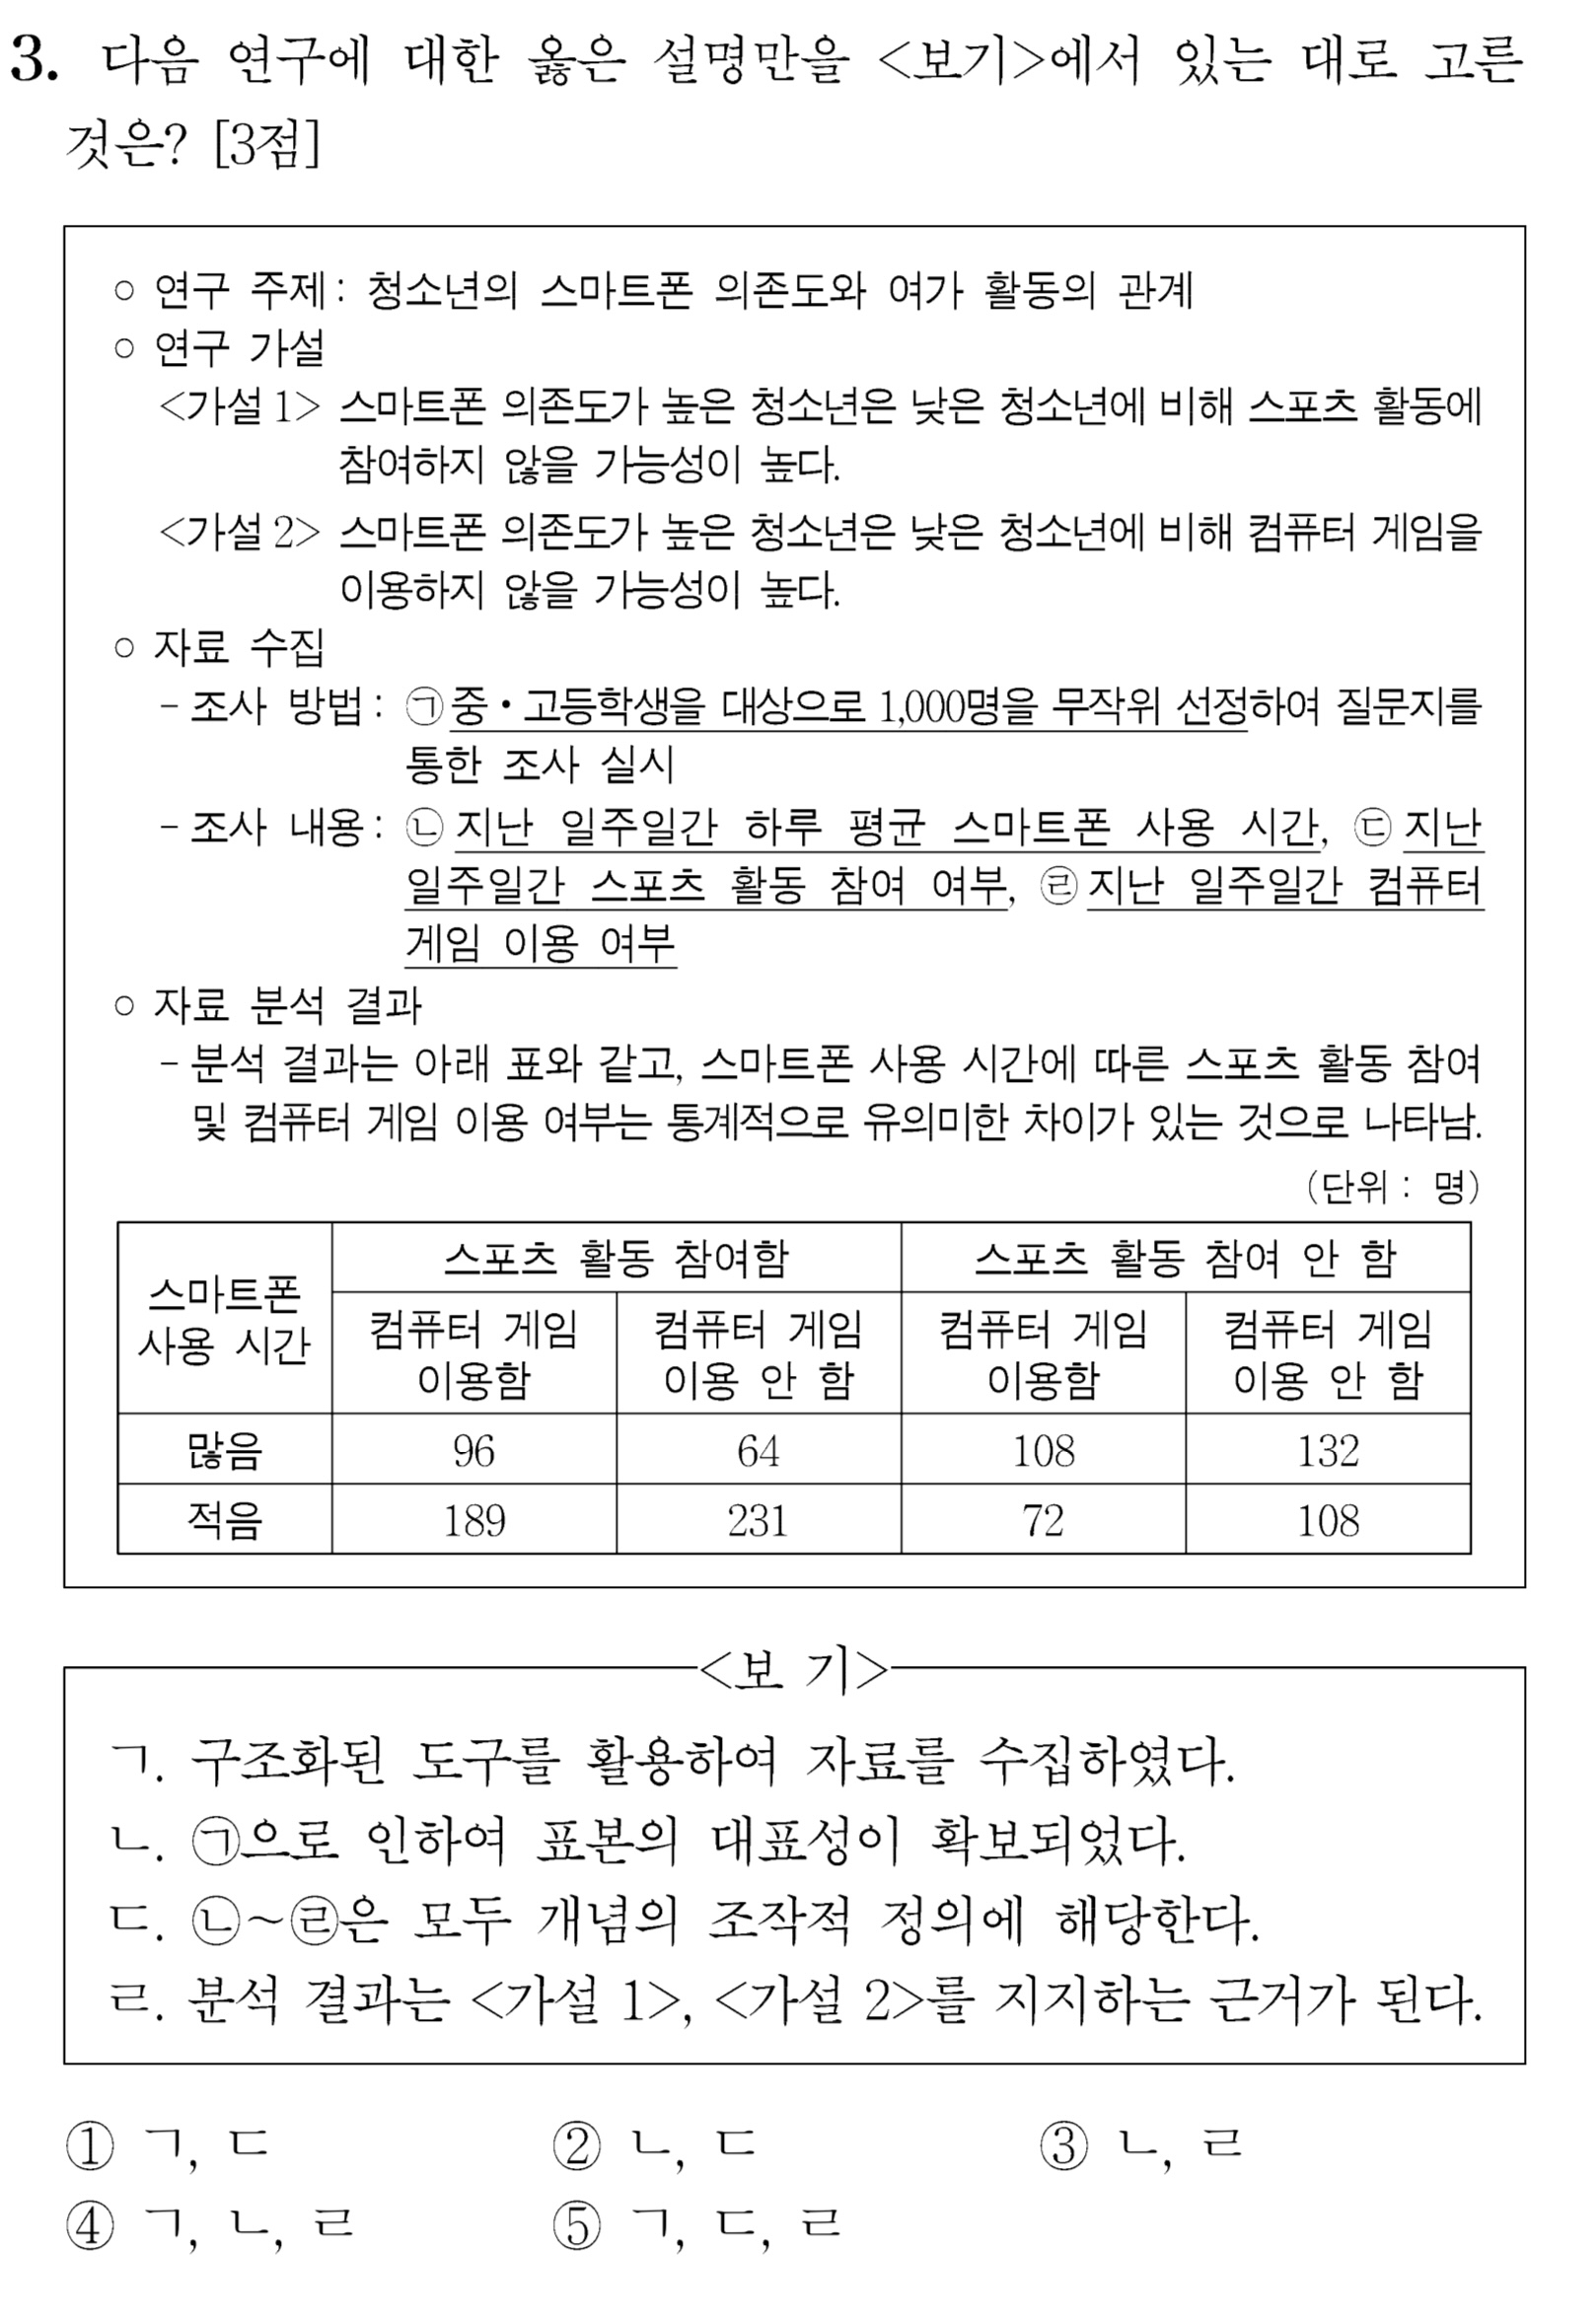 3. 다음 연구에 대한 옳은 설명만을 <보기>에서 있는 대로 고른
것은? [3점]
○ 연구 주제: 청소년의 스마트폰 의존도와 여가 활동의 관계
○ 연구 가설
<가설 1> 스마트폰 의존도가 높은 청소년은 낮은 청소년에 비해 스포츠 활동에
참여하지 않을 가능성이 높다.
<가설 2> 스마트폰 의존도가 높은 청소년은 낮은 청소년에 비해 컴퓨터 게임을
이용하지 않을 가능성이 높다.
○ 자료 수집
- 조사 방법: ㉠중·고등학생을 대상으로 1,000명을 무작위 선정하여 질문지를
통한 조사 실시
- 조사 내용: ㉡지난 일주일간 하루 평균 스마트폰 사용 시간, ㉢지난
일주일간 스포츠 활동 참여 여부, ㉣지난 일주일간 컴퓨터
게임 이용 여부
○ 자료 분석 결과
- 분석 결과는 아래 표와 같고, 스마트폰 사용 시간에 따른 스포츠 활동 참여
및 컴퓨터 게임 이용 여부는 통계적으로 유의미한 차이가 있는 것으로 나타남.
(단위: 명)
스마트폰 사용 시간 스포츠 활동 참여함 스포츠 활동 참여 안 함
컴퓨터 게임 이용함 컴퓨터 게임 이용 안 함 컴퓨터 게임 이용함 컴퓨터 게임 이용 안 함
많음 96 64 108 132
적음 189 231 72 108
<보 기>
ㄱ. 구조화된 도구를 활용하여 자료를 수집하였다.
ㄴ. ㉠으로 인하여 표본의 대표성이 확보되었다.
ㄷ. ㉡~㉣은 모두 개념의 조작적 정의에 해당한다.
ㄹ. 분석 결과는 <가설 1>, <가설 2>를 지지하는 근거가 된다.
① ㄱ, ㄷ ② ㄴ, ㄷ ③ ㄴ, ㄹ
④ ㄱ, ㄴ, ㄹ ⑤ ㄱ, ㄷ, ㄹ